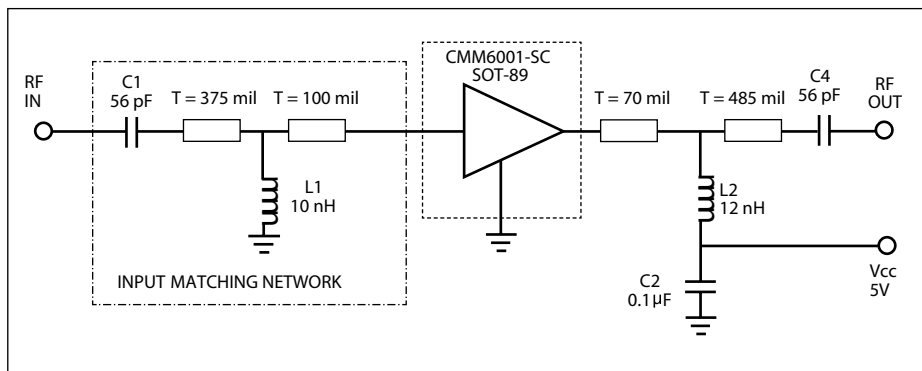 CMM6001-SC
SOT-89
RF
IN
C1
56 pF
T = 375 mil
T = 100 mil
T = 70 mil
T = 485 mil
C4
56 pF
RF
OUT
L1
10 nH
L2
12 nH
INPUT MATCHING NETWORK
C2
0.1µF
Vcc
5V